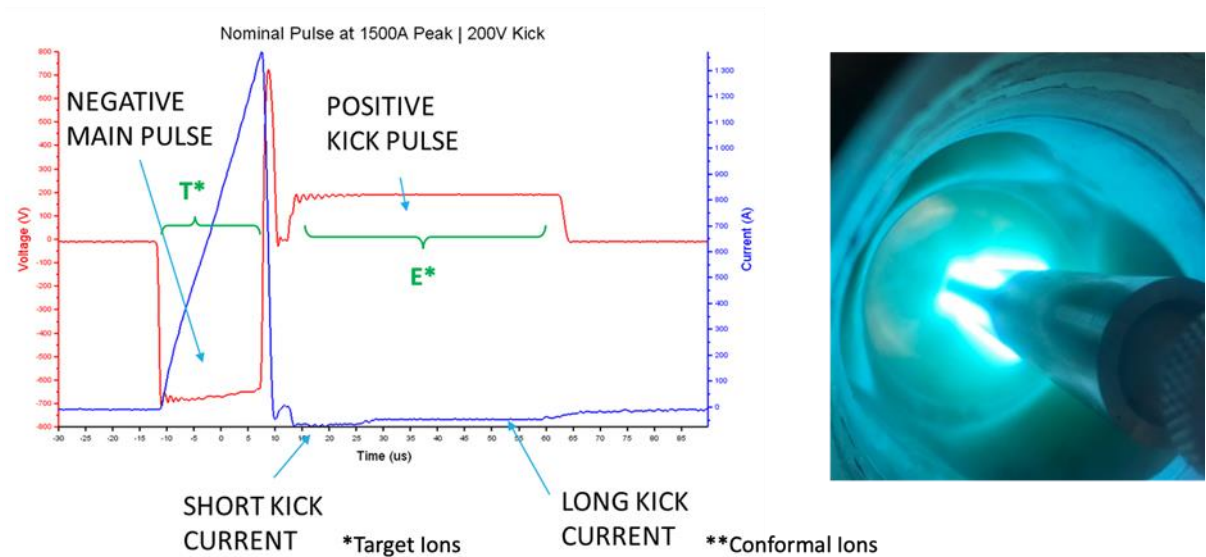 Nominal Pulse at 1500A Peak | 200V Kick
800
700
600
500
400
300
200
100
0
-100
-200
-300
-400
-500
-600
-700
-800
Voltage (V)
NEGATIVE
MAIN PULSE
T*
POSITIVE
KICK PULSE
E*
1 300
1 200
1 100
1 000
900
800
700
600
500
400
300
200
100
0
Current (A)
-30 -25 -20 -15 -10 -5 0 5 10 15 20 25 30 35 40 45 50 55 60 65 70 75 80 85
Time (us)
SHORT KICK
CURRENT
*Target Ions
LONG KICK
CURRENT
**Conformal Ions